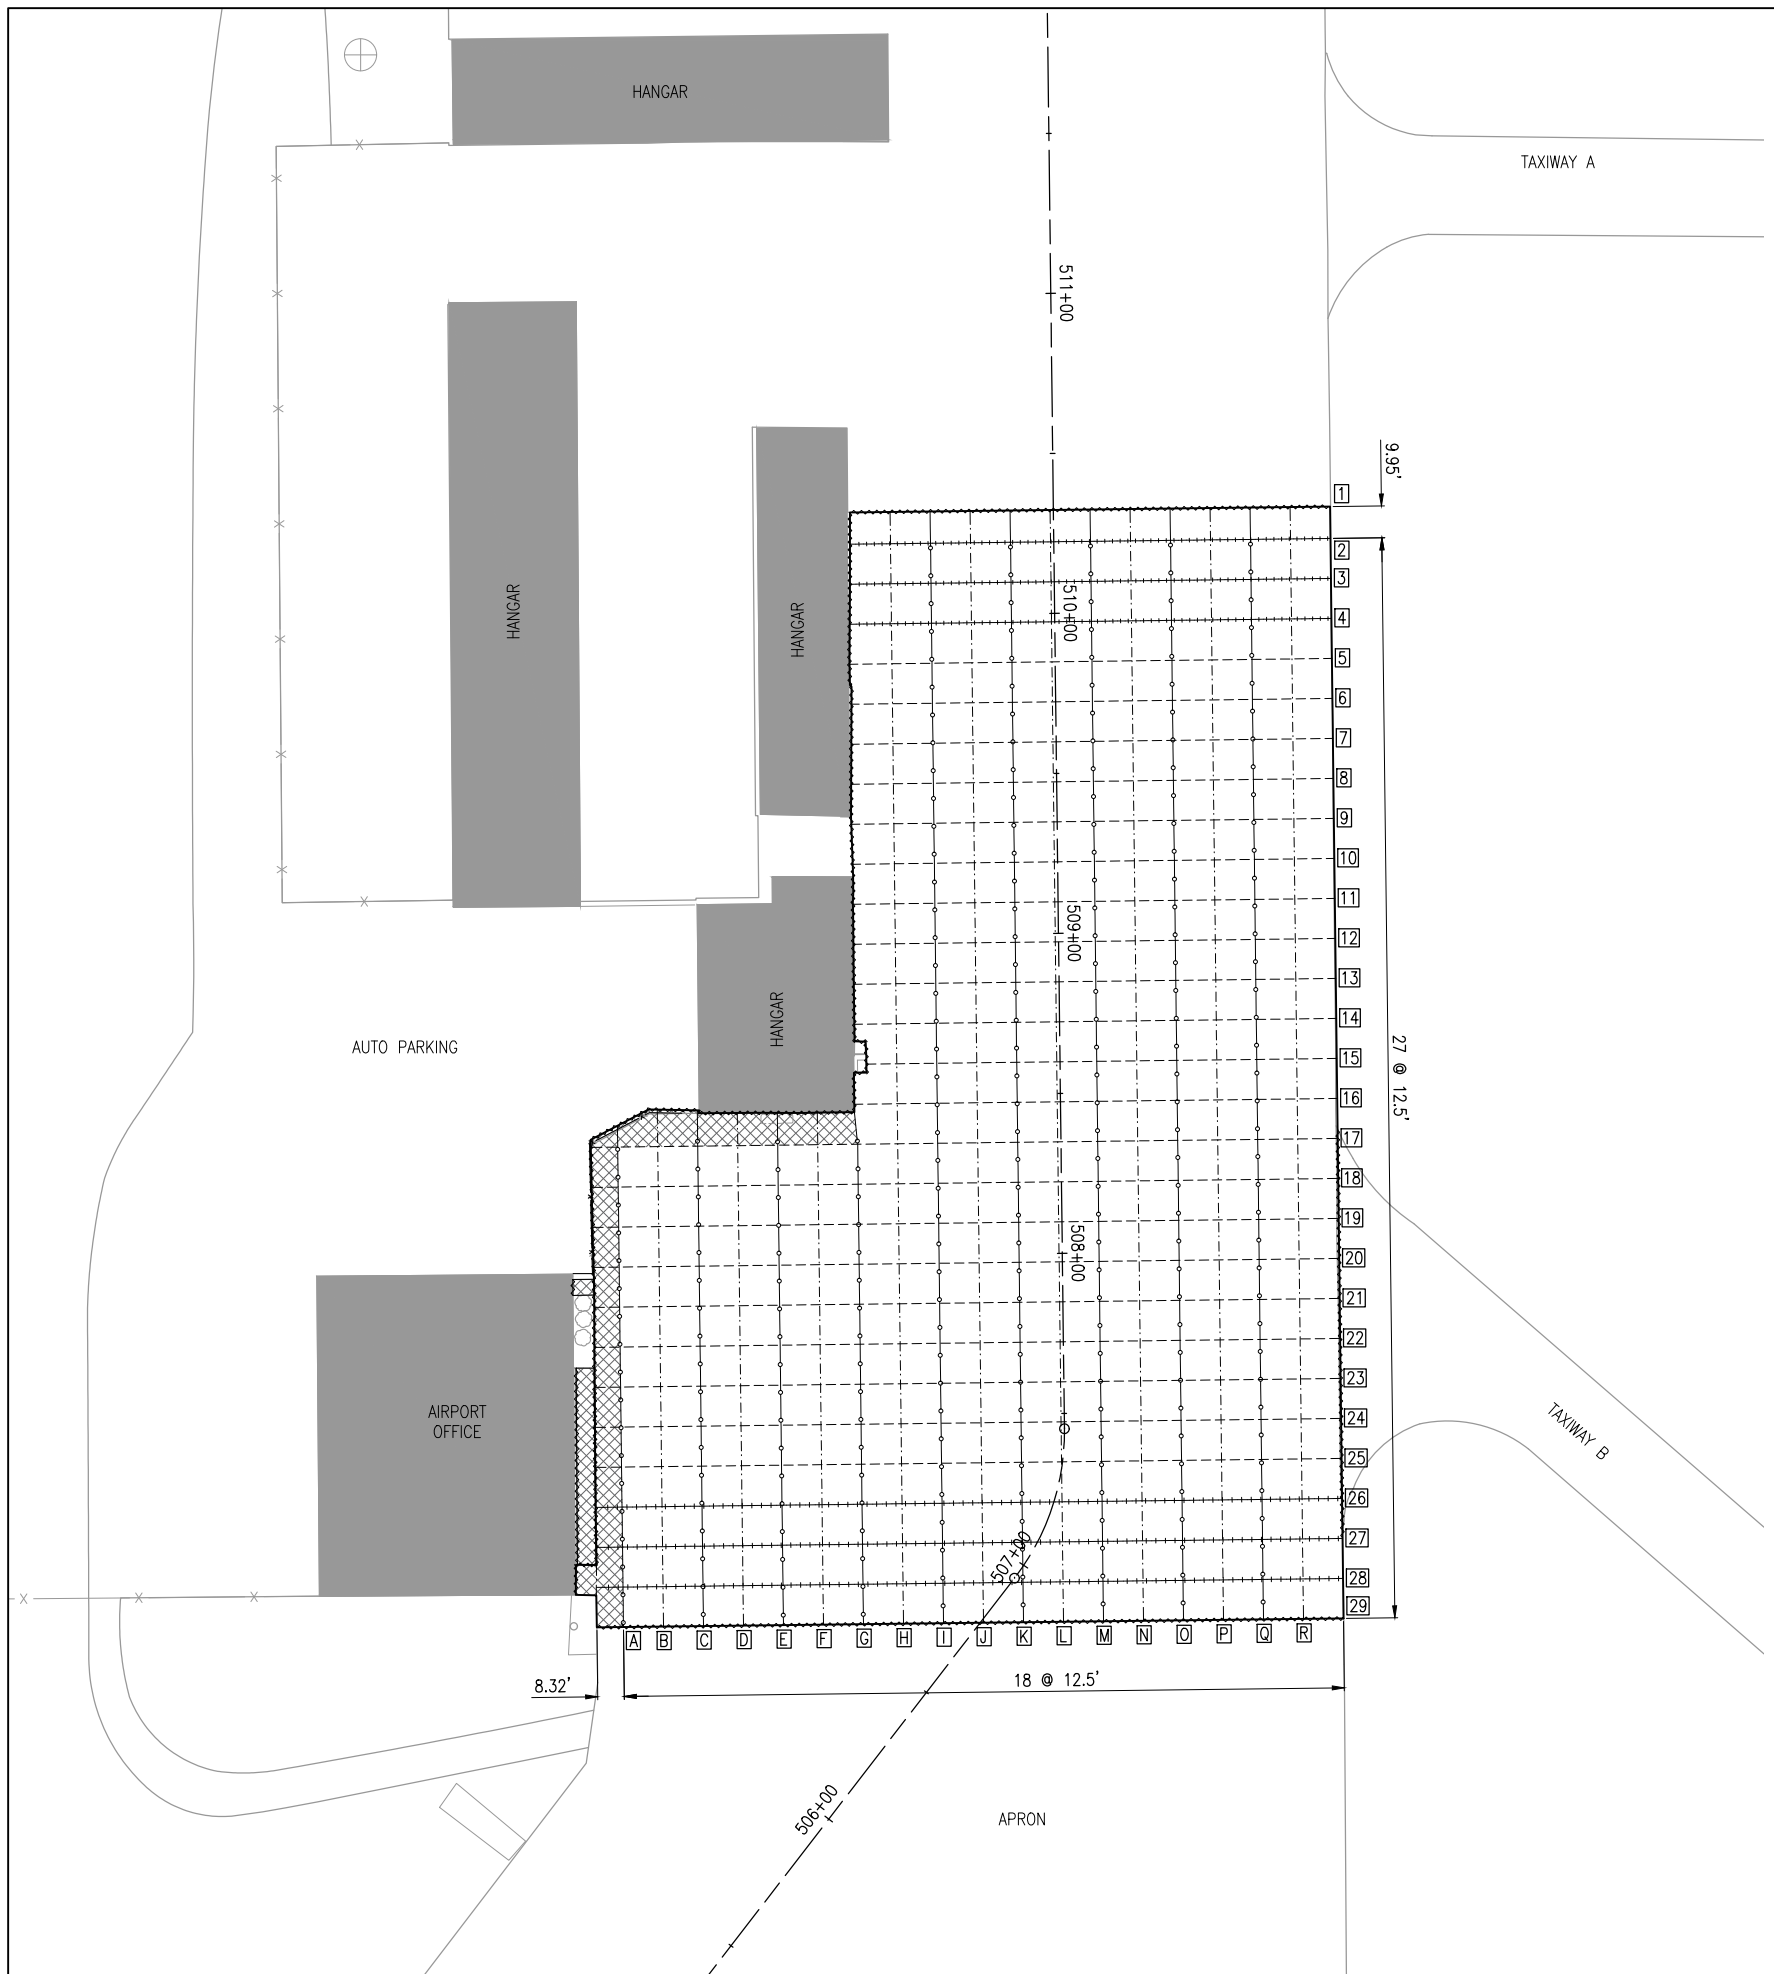 HANGAR
TAXIWAY A
511+00
9.95'
1
2
3
4
5
6
7
8
9
10
11
12
13
14
15
16
17
18
19
20
21
22
23
24
25
26
27
28
29
510+00
HANGAR
HANGAR
509+00
HANGAR
AUTO PARKING
27 @ 12.5'
508+00
AIRPORT
OFFICE
TAXIWAY B
507+00
A B C D E F G H I J K L M N O P Q R
8.32'
18 @ 12.5'
506+00
APRON